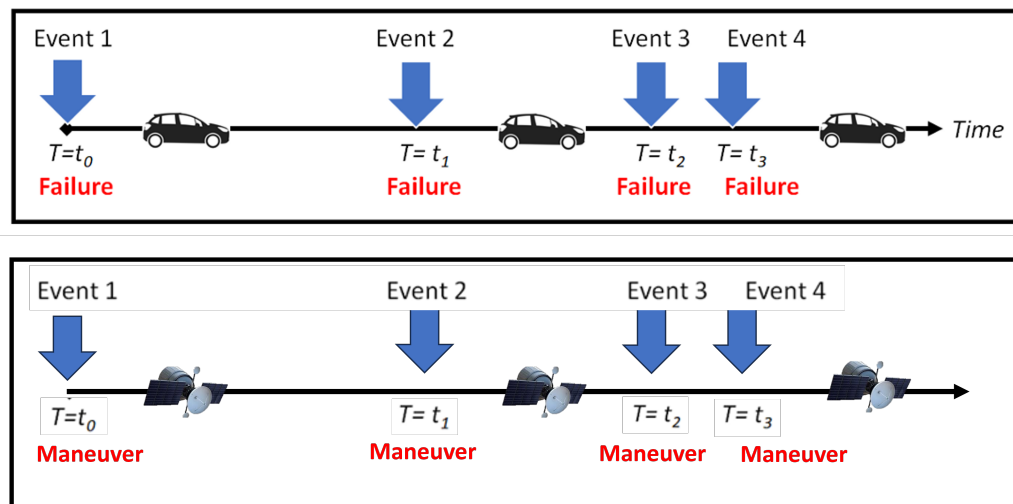 Event 1 Event 2 Event 3 Event 4
Time
T=t₀ T= t₁ T= t₂ T= t₃
Failure Failure Failure Failure
Event 1 Event 2 Event 3 Event 4
T=t₀ T= t₁ T= t₂ T= t₃
Maneuver Maneuver Maneuver Maneuver